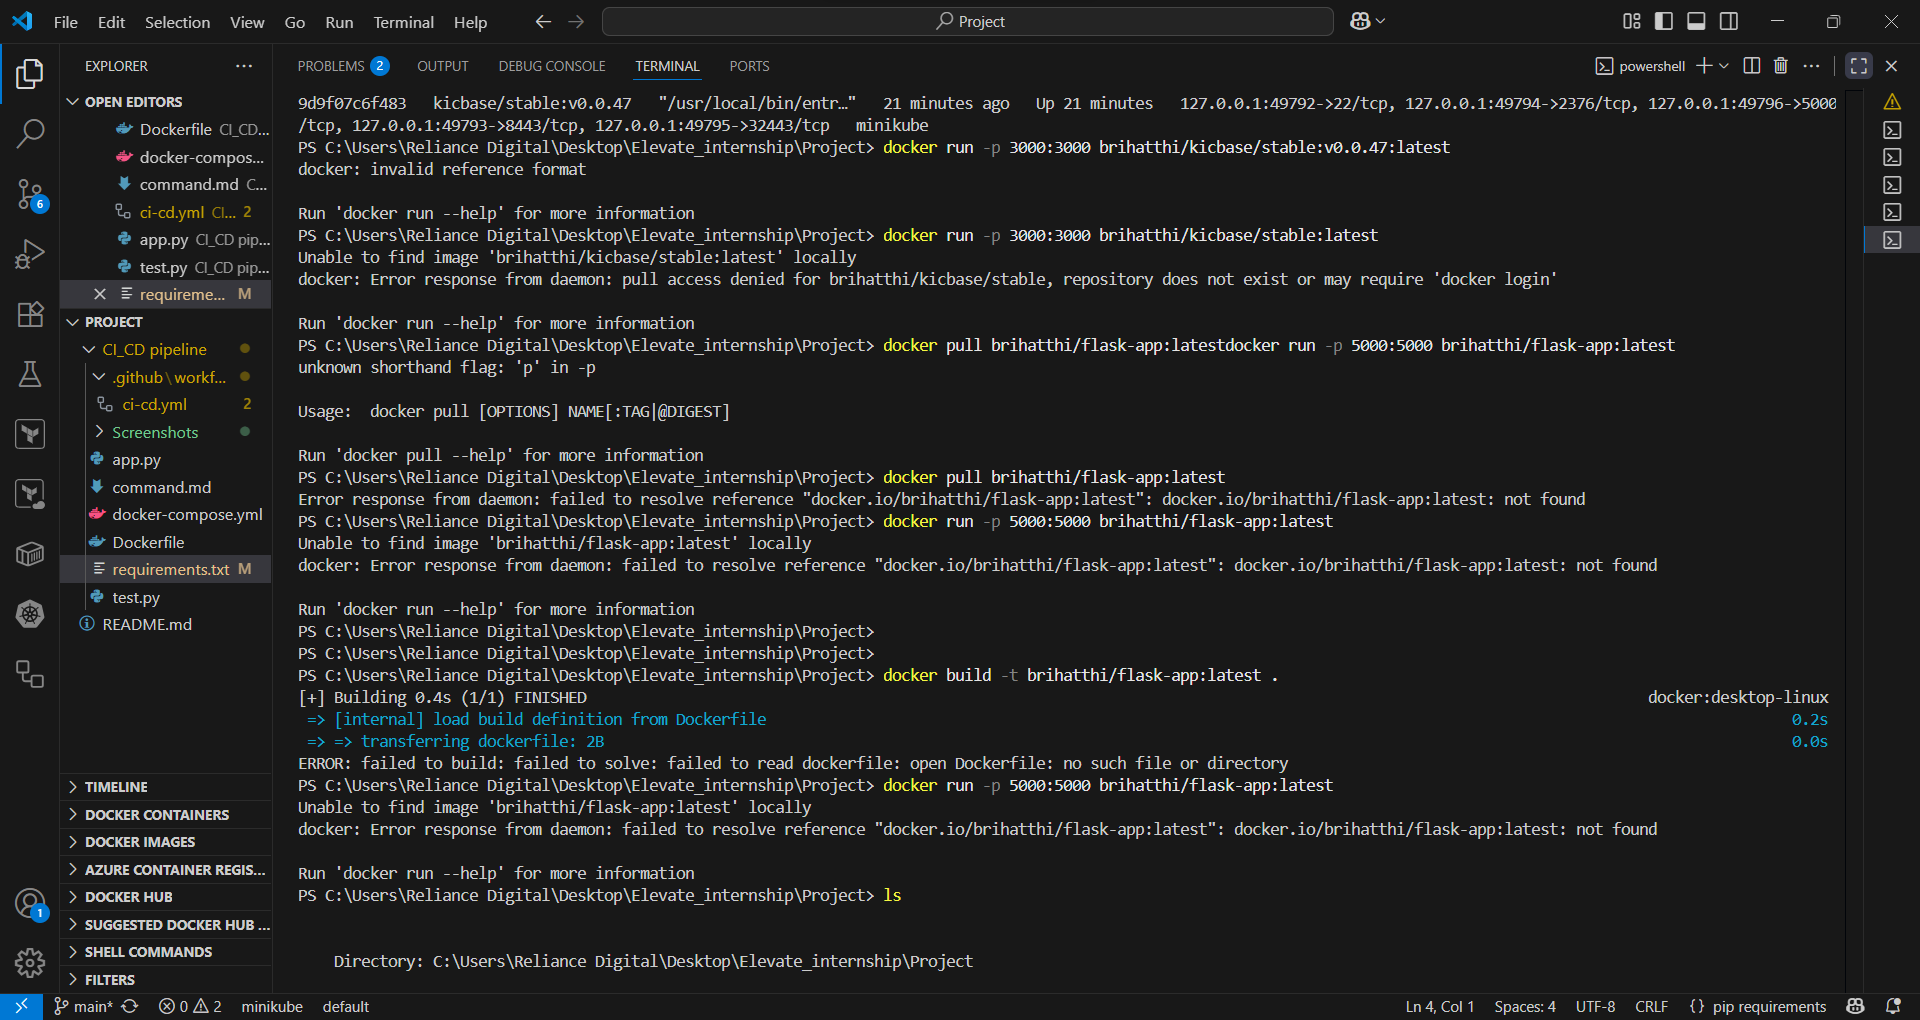 File Edit Selection View Go Run Terminal Help
Project
EXPLORER
OPEN EDITORS
Dockerfile CI_CD...
docker-compos...
command.md C...
ci-cd.yml CI... 2
app.py CI_CD pip...
test.py CI_CD pip...
requireme... M
PROJECT
CI_CD pipeline
.github\workf...
ci-cd.yml 2
Screenshots
app.py
command.md
docker-compose.yml
Dockerfile
requirements.txt M
test.py
README.md
TIMELINE
DOCKER CONTAINERS
DOCKER IMAGES
AZURE CONTAINER REGIS...
DOCKER HUB
SUGGESTED DOCKER HUB ...
SHELL COMMANDS
FILTERS
6
1
PROBLEMS 2 OUTPUT DEBUG CONSOLE TERMINAL PORTS
powershell
9d9f07c6f483 kicbase/stable:v0.0.47 "/usr/local/bin/entr…" 21 minutes ago Up 21 minutes 127.0.0.1:49792->22/tcp, 127.0.0.1:49794->2376/tcp, 127.0.0.1:49796->5000
/tcp, 127.0.0.1:49793->8443/tcp, 127.0.0.1:49795->32443/tcp minikube
PS C:\Users\Reliance Digital\Desktop\Elevate_internship\Project> docker run -p 3000:3000 brihatthi/kicbase/stable:v0.0.47:latest
docker: invalid reference format
Run 'docker run --help' for more information
PS C:\Users\Reliance Digital\Desktop\Elevate_internship\Project> docker run -p 3000:3000 brihatthi/kicbase/stable:latest
Unable to find image 'brihatthi/kicbase/stable:latest' locally
docker: Error response from daemon: pull access denied for brihatthi/kicbase/stable, repository does not exist or may require 'docker login'
Run 'docker run --help' for more information
PS C:\Users\Reliance Digital\Desktop\Elevate_internship\Project> docker pull brihatthi/flask-app:latestdocker run -p 5000:5000 brihatthi/flask-app:latest
unknown shorthand flag: 'p' in -p
Usage:  docker pull [OPTIONS] NAME[:TAG|@DIGEST]
Run 'docker pull --help' for more information
PS C:\Users\Reliance Digital\Desktop\Elevate_internship\Project> docker pull brihatthi/flask-app:latest
Error response from daemon: failed to resolve reference "docker.io/brihatthi/flask-app:latest": docker.io/brihatthi/flask-app:latest: not found
PS C:\Users\Reliance Digital\Desktop\Elevate_internship\Project> docker run -p 5000:5000 brihatthi/flask-app:latest
Unable to find image 'brihatthi/flask-app:latest' locally
docker: Error response from daemon: failed to resolve reference "docker.io/brihatthi/flask-app:latest": docker.io/brihatthi/flask-app:latest: not found
Run 'docker run --help' for more information
PS C:\Users\Reliance Digital\Desktop\Elevate_internship\Project>
PS C:\Users\Reliance Digital\Desktop\Elevate_internship\Project>
PS C:\Users\Reliance Digital\Desktop\Elevate_internship\Project> docker build -t brihatthi/flask-app:latest .
[+] Building 0.4s (1/1) FINISHED docker:desktop-linux
=> [internal] load build definition from Dockerfile 0.2s
=> => transferring dockerfile: 2B 0.0s
ERROR: failed to build: failed to solve: failed to read dockerfile: open Dockerfile: no such file or directory
PS C:\Users\Reliance Digital\Desktop\Elevate_internship\Project> docker run -p 5000:5000 brihatthi/flask-app:latest
Unable to find image 'brihatthi/flask-app:latest' locally
docker: Error response from daemon: failed to resolve reference "docker.io/brihatthi/flask-app:latest": docker.io/brihatthi/flask-app:latest: not found
Run 'docker run --help' for more information
PS C:\Users\Reliance Digital\Desktop\Elevate_internship\Project> ls
Directory: C:\Users\Reliance Digital\Desktop\Elevate_internship\Project
main* 0 2 minikube default Ln 4, Col 1 Spaces: 4 UTF-8 CRLF {} pip requirements